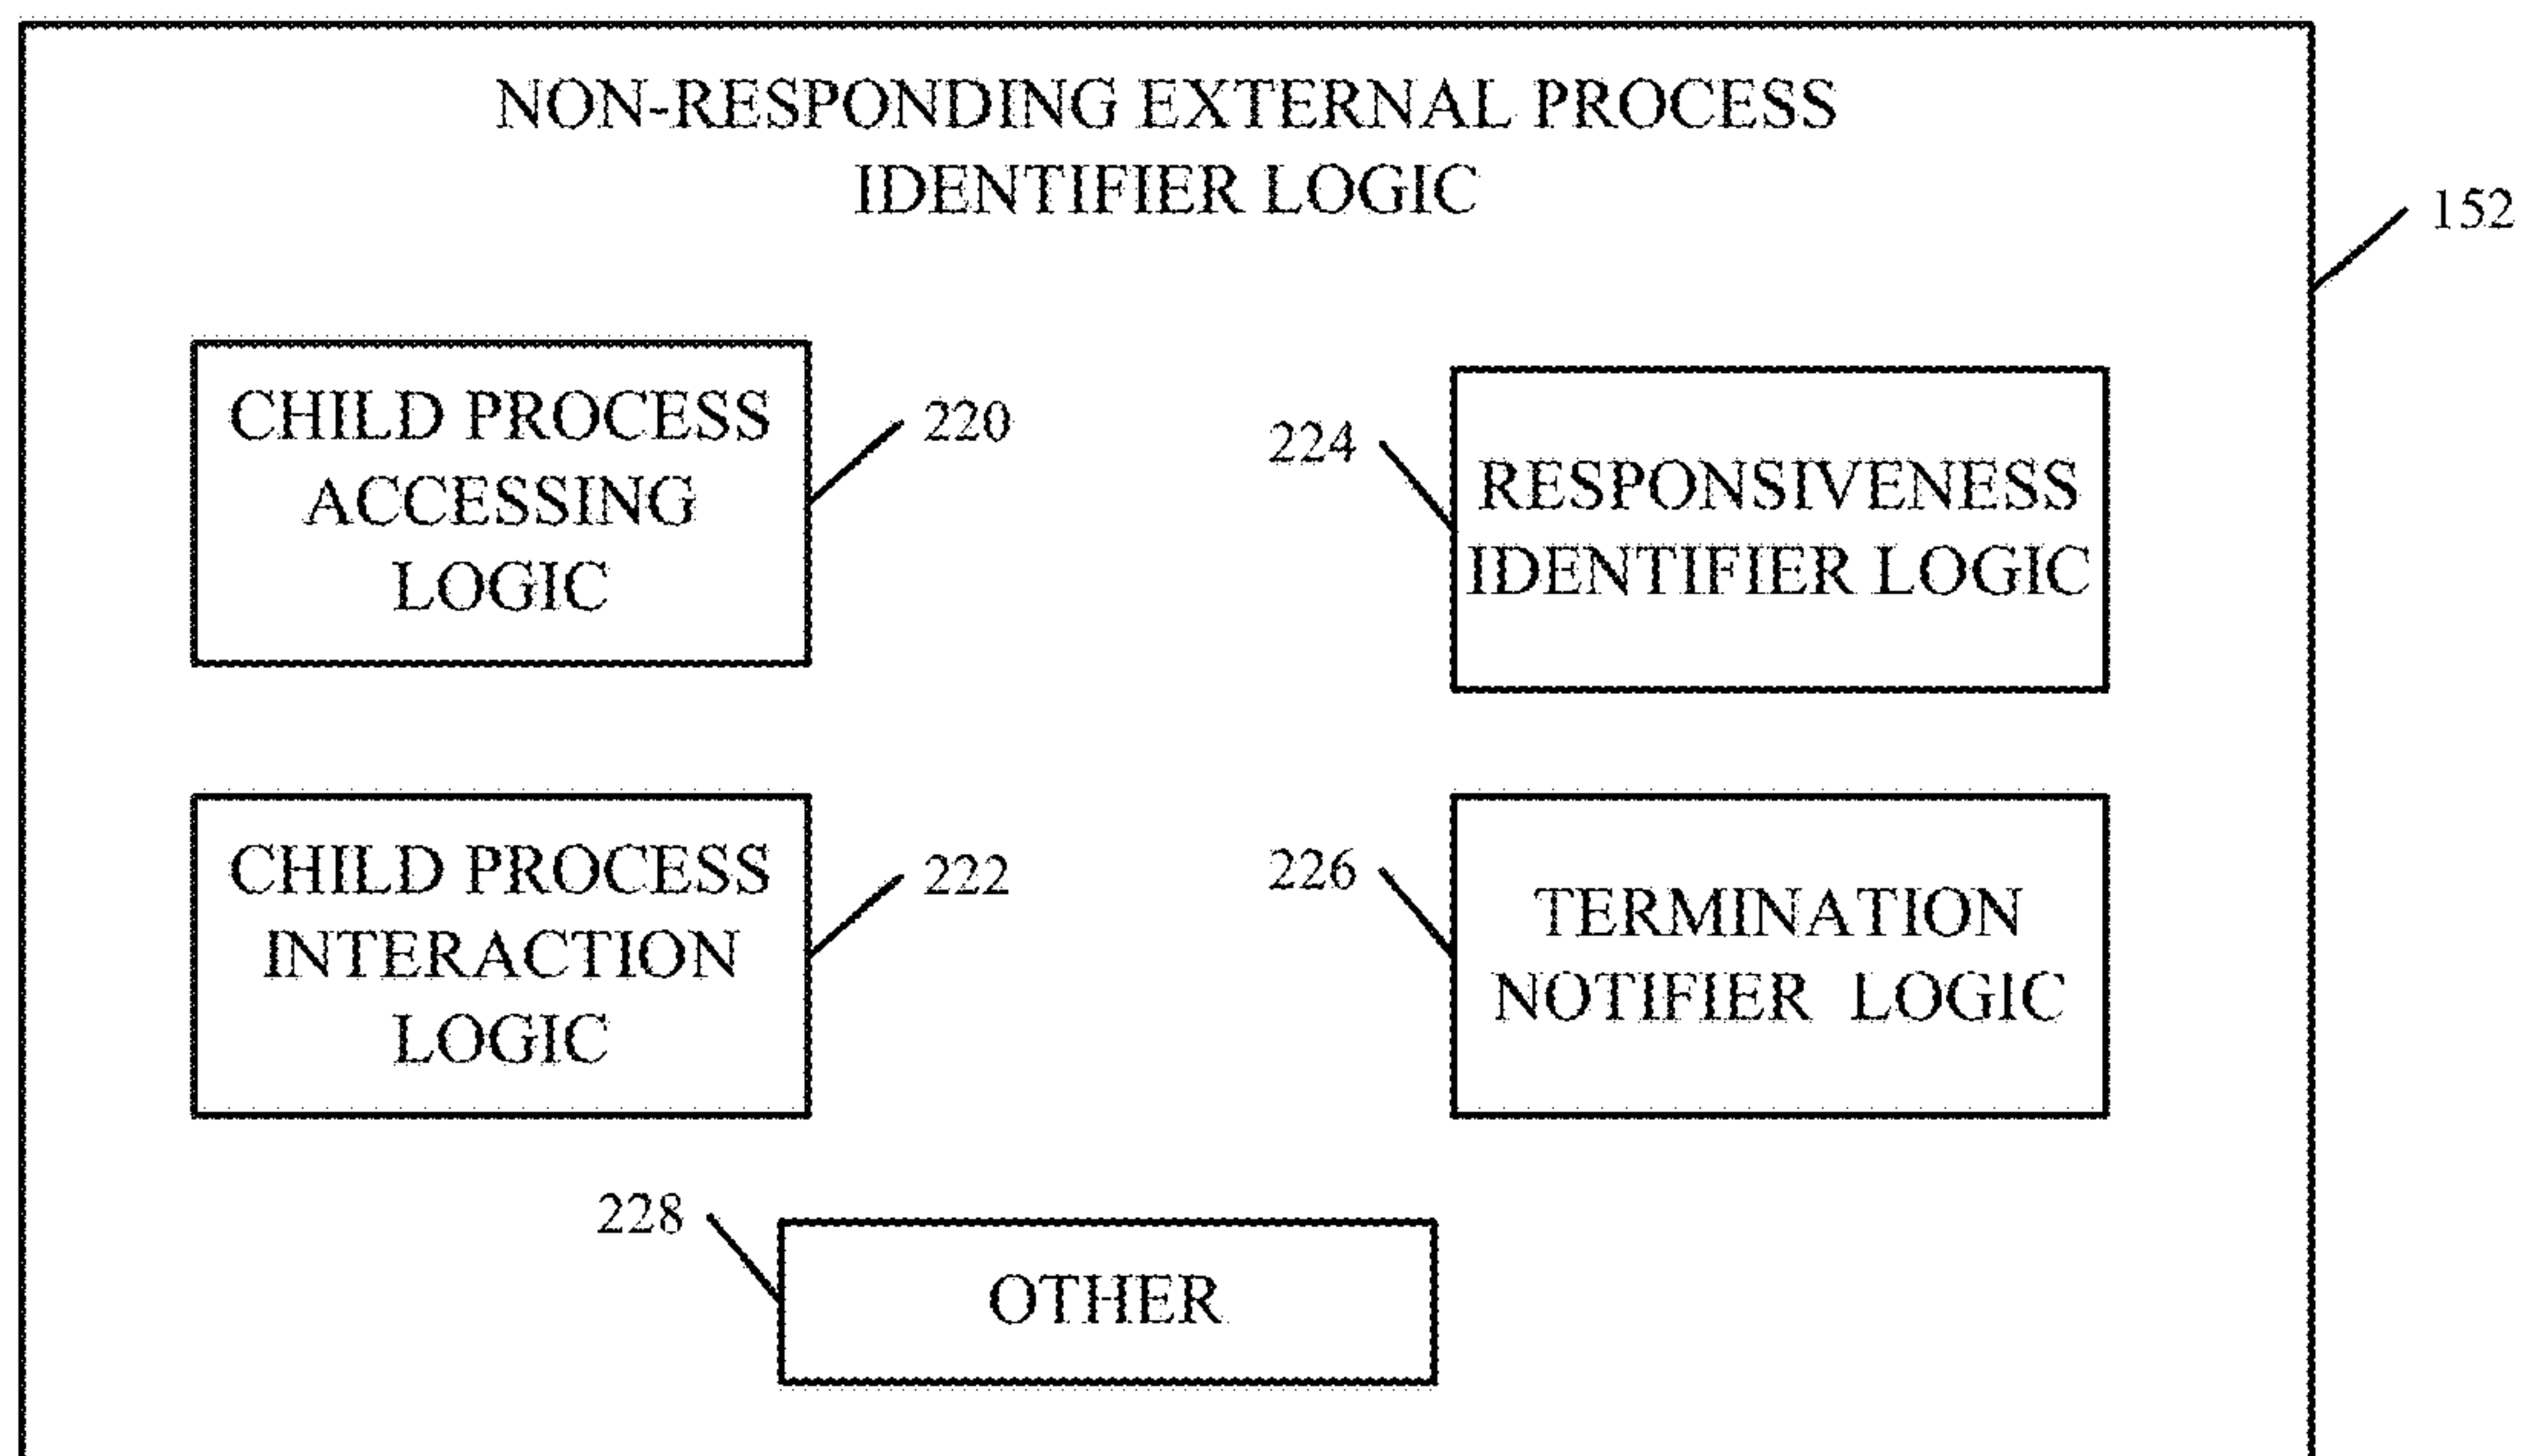 NON-RESPONDING EXTERNAL PROCESS
IDENTIFIER LOGIC
152
CHILD PROCESS
ACCESSING
LOGIC
220
224
RESPONSIVENESS
IDENTIFIER LOGIC
CHILD PROCESS
INTERACTION
LOGIC
222
226
TERMINATION
NOTIFIER LOGIC
228
OTHER